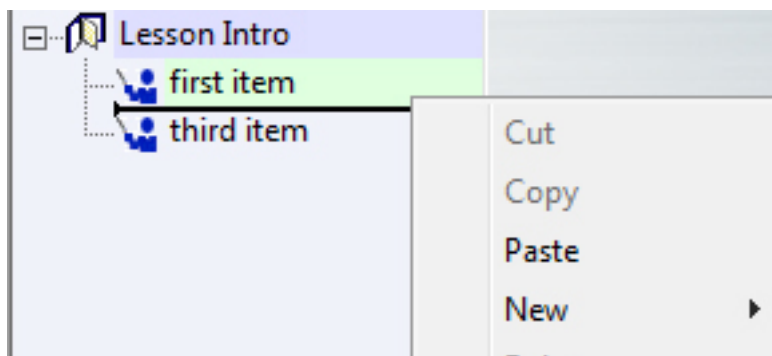 Lesson Intro
first item
third item
Cut
Copy
Paste
New